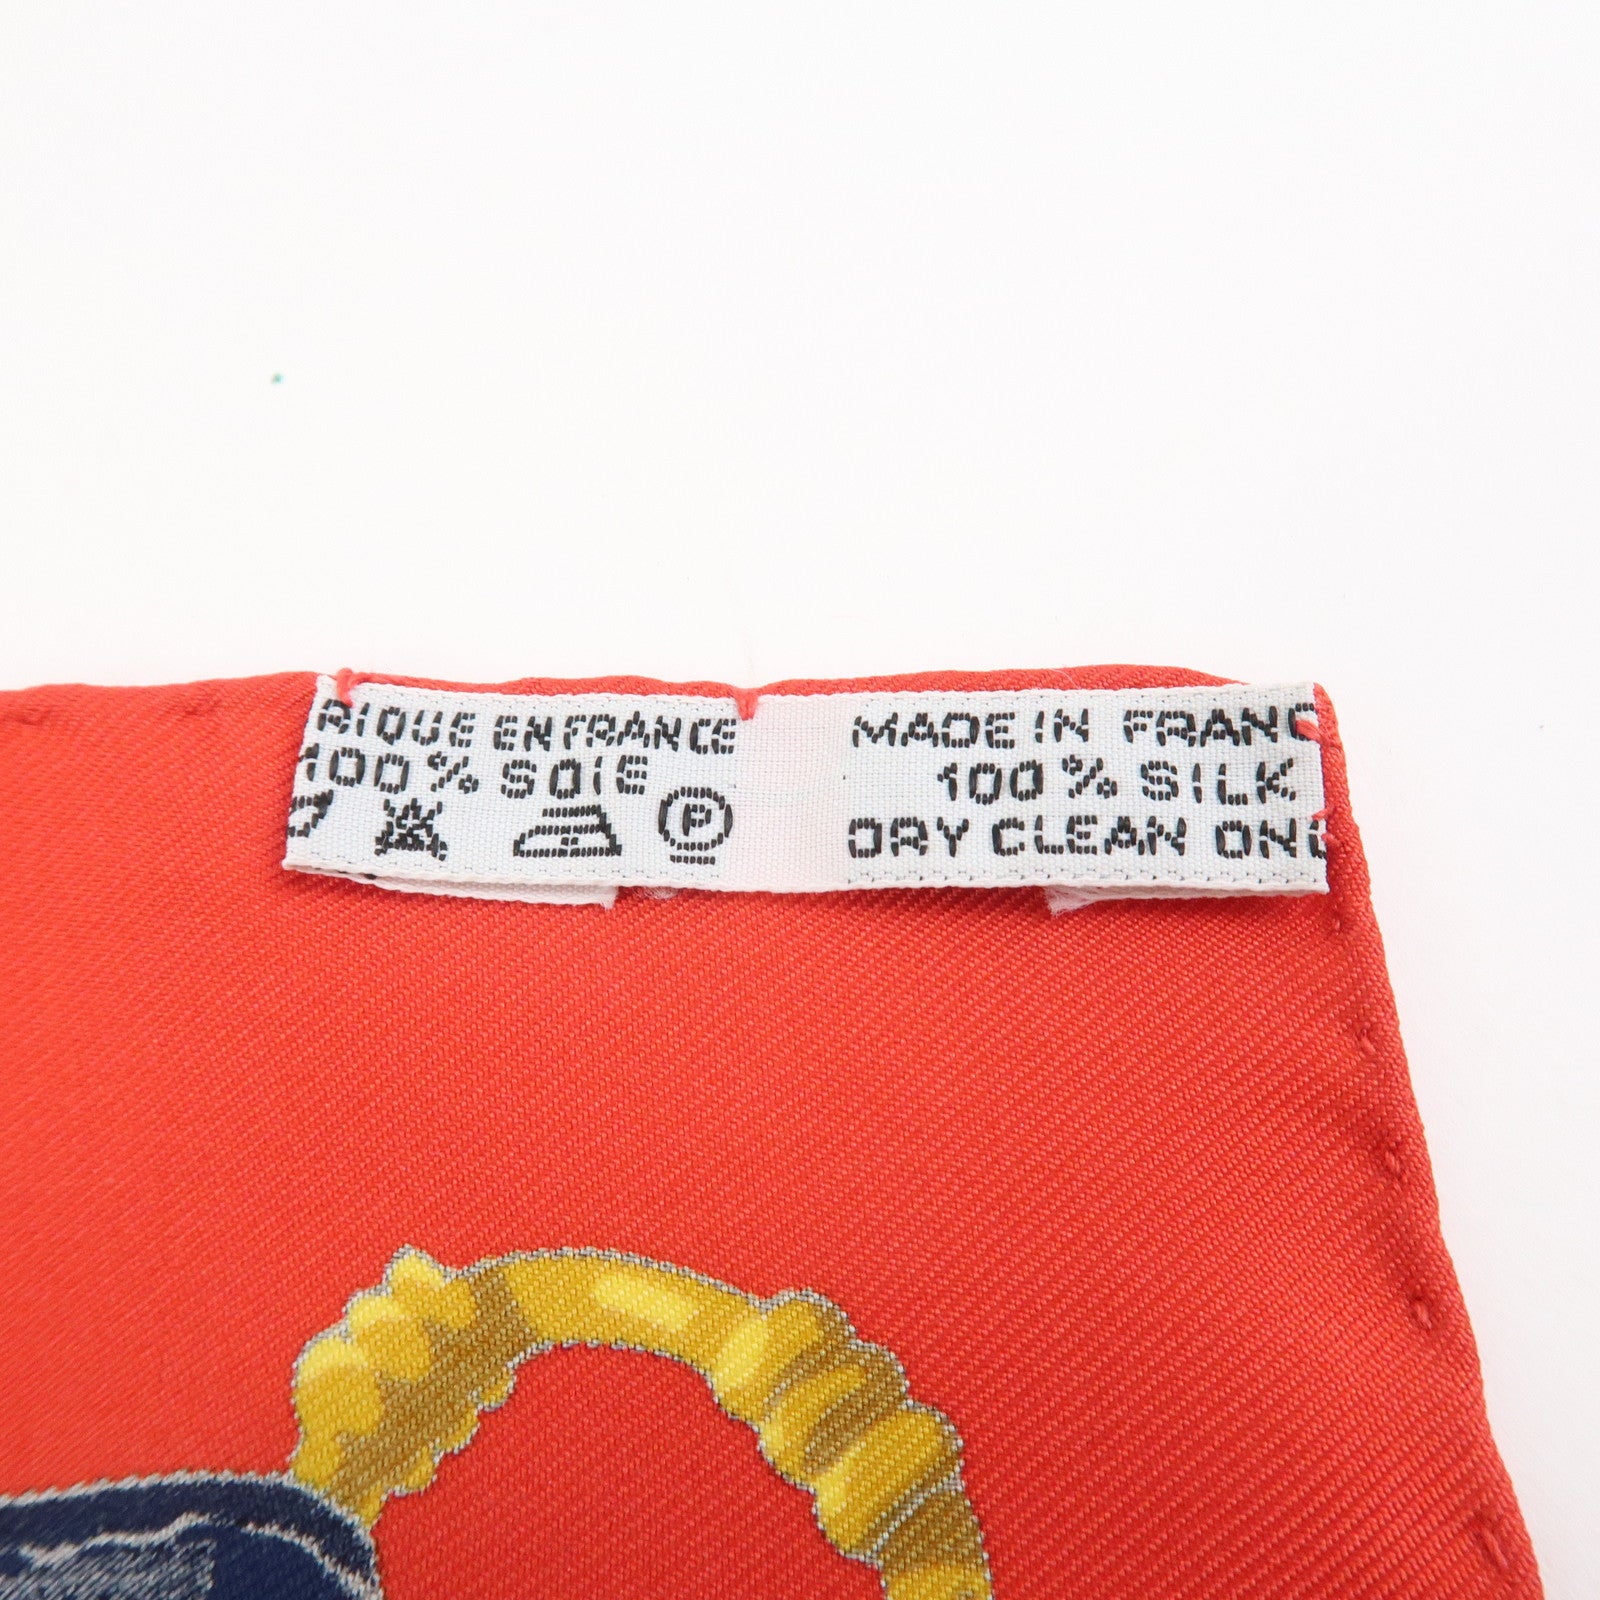 RIQUE EN FRANCE
100% SOIE
P
MADE IN FRANC
100% SILK
DRY CLEAN ONL